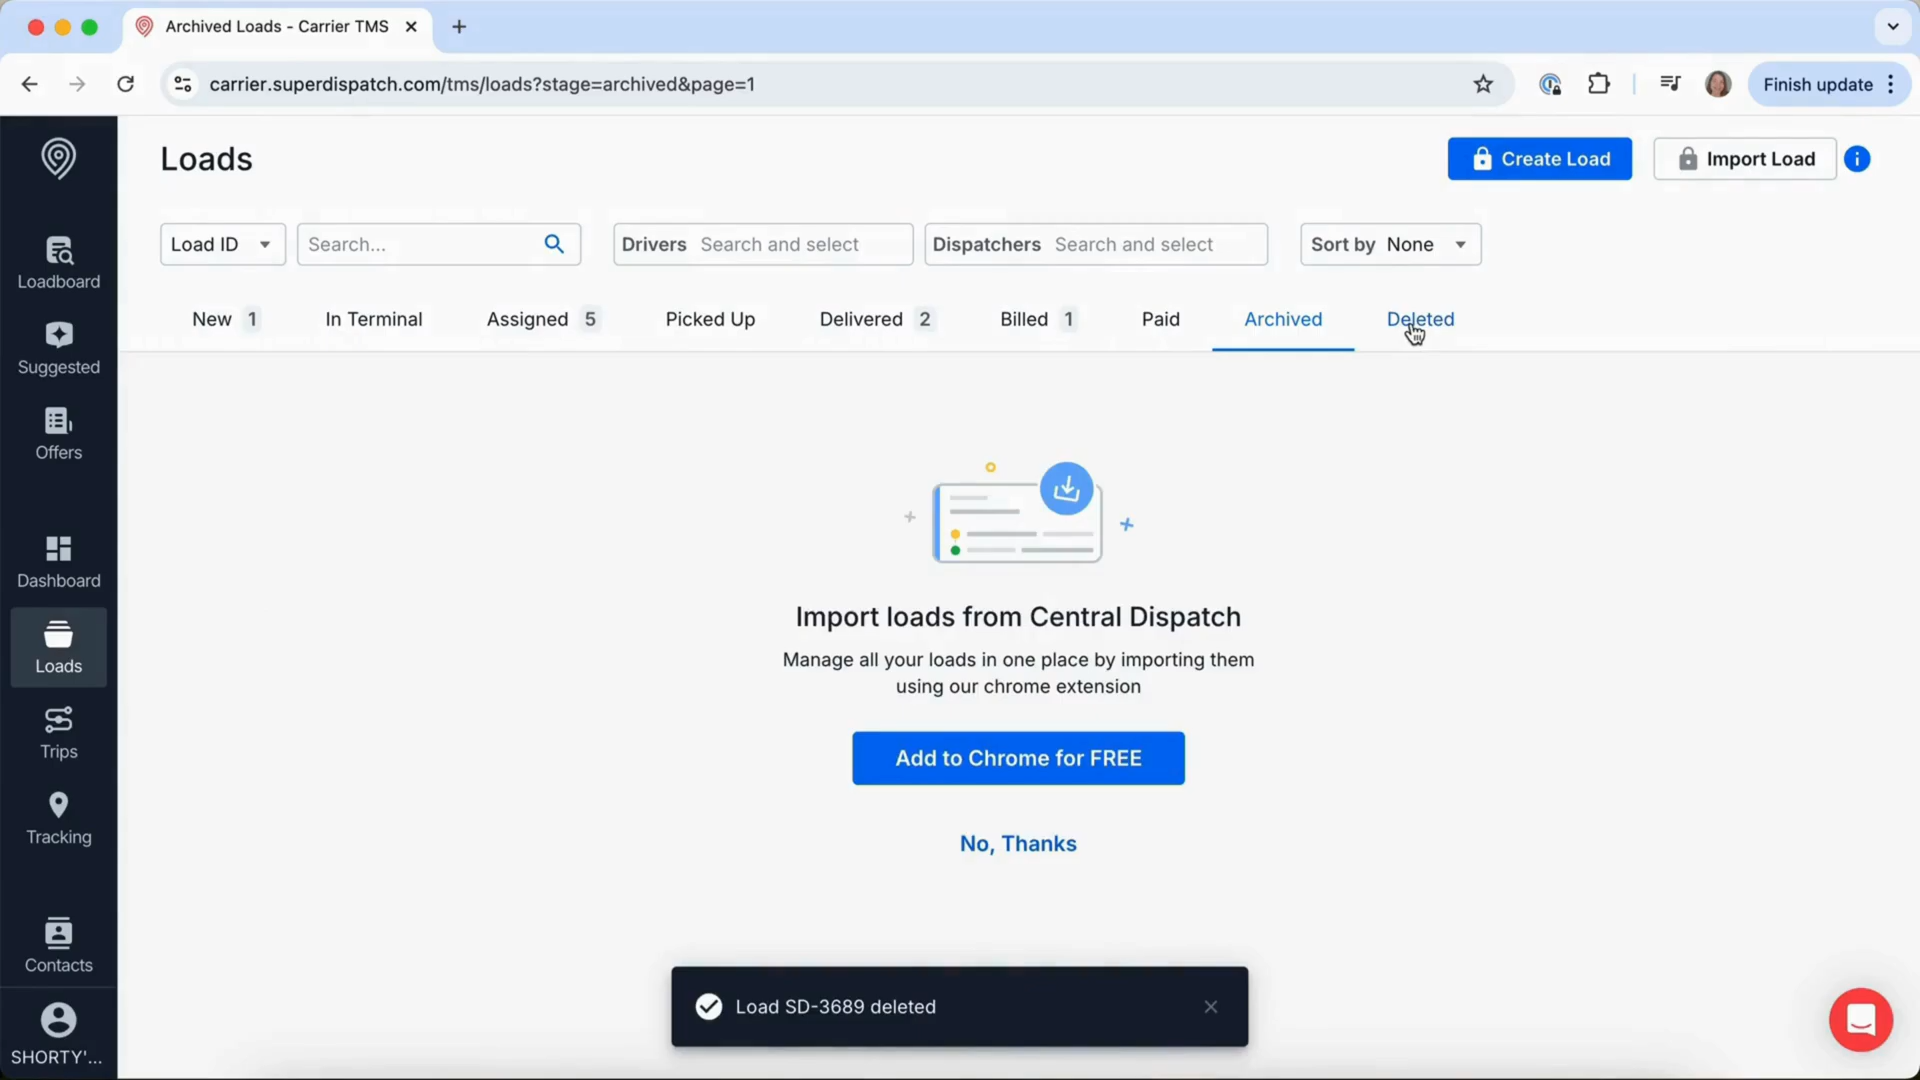 Archived Loads - Carrier TMS
carrier.superdispatch.com/tms/loads?stage=archived&page=1
Finish update
Loads
Create Load
Import Load
Load ID
Search...
Drivers Search and select
Dispatchers Search and select
Sort by None
New 1
In Terminal
Assigned 5
Picked Up
Delivered 2
Billed 1
Paid
Archived
Deleted
Loadboard
Suggested
Offers
Dashboard
Loads
Trips
Tracking
Contacts
SHORTY'...
Import loads from Central Dispatch
Manage all your loads in one place by importing them
using our chrome extension
Add to Chrome for FREE
No, Thanks
Load SD-3689 deleted